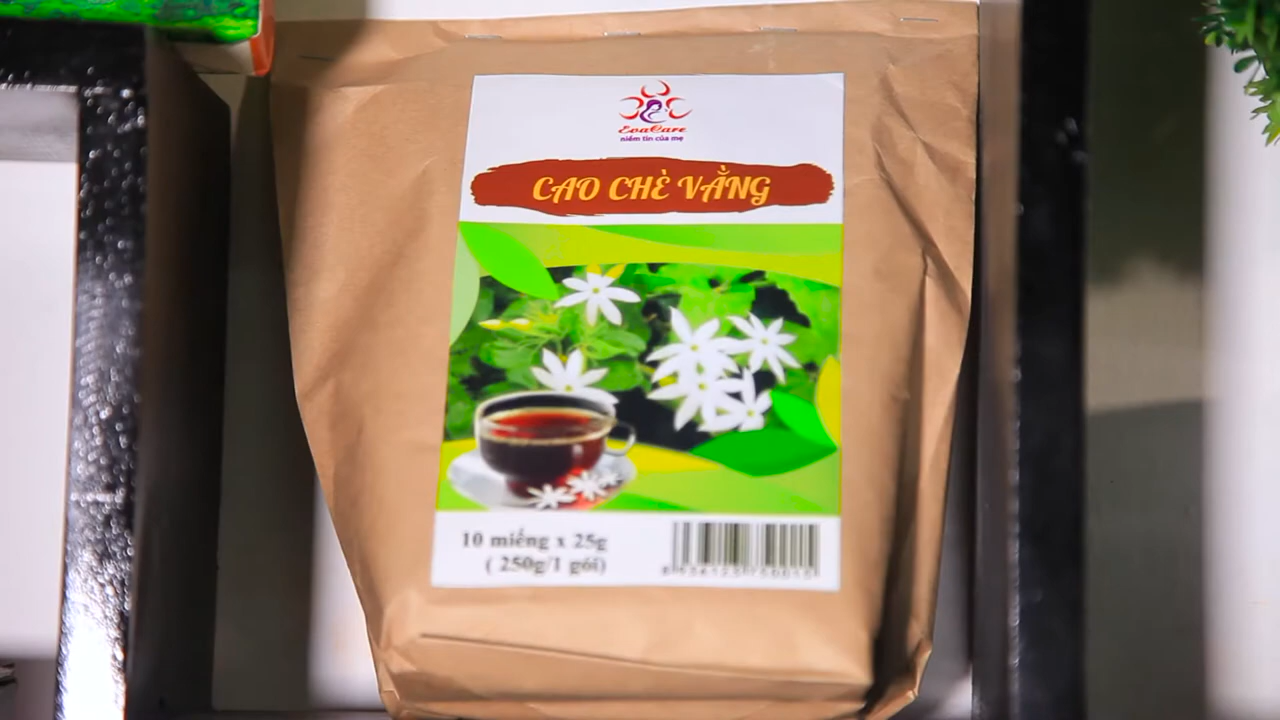 EvaCare
niềm tin của mẹ
CAO CHÈ VẰNG
10 miếng x 25g
( 250g/1 gói)